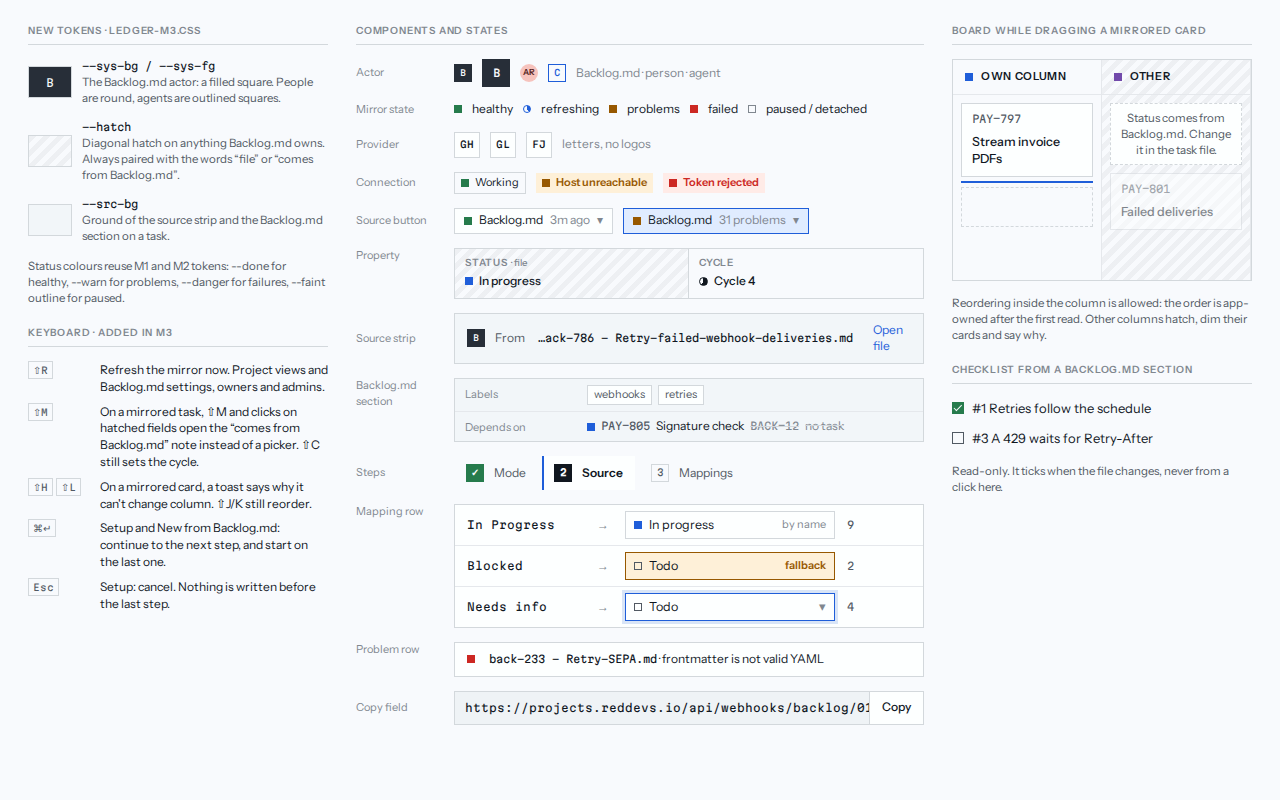 NEW TOKENS · LEDGER-M3.CSS
B
--sys-bg / --sys-fg
The Backlog.md actor: a filled square. People
are round, agents are outlined squares.
--hatch
Diagonal hatch on anything Backlog.md owns.
Always paired with the words “file” or “comes
from Backlog.md”.
--src-bg
Ground of the source strip and the Backlog.md
section on a task.
Status colours reuse M1 and M2 tokens: --done for
healthy, --warn for problems, --danger for failures, --faint
outline for paused.
KEYBOARD · ADDED IN M3
⇧R
Refresh the mirror now. Project views and
Backlog.md settings, owners and admins.
⇧M
On a mirrored task, ⇧M and clicks on
hatched fields open the “comes from
Backlog.md” note instead of a picker. ⇧C
still sets the cycle.
⇧H ⇧L
On a mirrored card, a toast says why it
can't change column. ⇧J/K still reorder.
⌘↵
Setup and New from Backlog.md:
continue to the next step, and start on
the last one.
Esc
Setup: cancel. Nothing is written before
the last step.
COMPONENTS AND STATES
Actor
B B AR C Backlog.md · person · agent
Mirror state
healthy refreshing problems failed paused / detached
Provider
GH GL FJ letters, no logos
Connection
Working Host unreachable Token rejected
Source button
Backlog.md 3m ago ▾ Backlog.md 31 problems ▾
Property
STATUS · file
In progress
CYCLE
Cycle 4
Source strip
B From …ack-786 - Retry-failed-webhook-deliveries.md
Open
file
Backlog.md
section
Labels webhooks retries
Depends on PAY-805 Signature check BACK-12 no task
Steps
✓ Mode 2 Source 3 Mappings
Mapping row
In Progress → In progress by name 9
Blocked → Todo fallback 2
Needs info → Todo ▾ 4
Problem row
back-233 - Retry-SEPA.md · frontmatter is not valid YAML
Copy field
https://projects.reddevs.io/api/webhooks/backlog/01 Copy
BOARD WHILE DRAGGING A MIRRORED CARD
OWN COLUMN
PAY-797
Stream invoice
PDFs
OTHER
Status comes from
Backlog.md. Change
it in the task file.
PAY-801
Failed deliveries
Reordering inside the column is allowed: the order is app-
owned after the first read. Other columns hatch, dim their
cards and say why.
CHECKLIST FROM A BACKLOG.MD SECTION
#1 Retries follow the schedule
#3 A 429 waits for Retry-After
Read-only. It ticks when the file changes, never from a
click here.